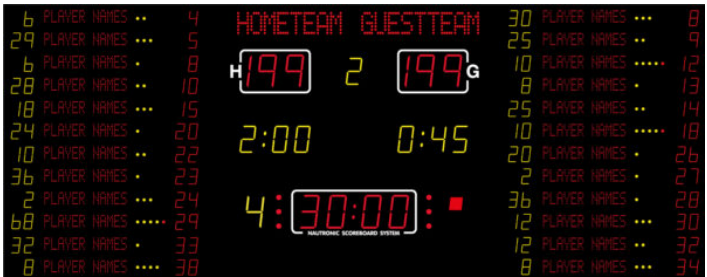 6 PLAYER NAMES 4
29 PLAYER NAMES 5
6 PLAYER NAMES 8
28 PLAYER NAMES 10
18 PLAYER NAMES 15
24 PLAYER NAMES 20
10 PLAYER NAMES 22
36 PLAYER NAMES 23
2 PLAYER NAMES 24
68 PLAYER NAMES 29
32 PLAYER NAMES 33
8 PLAYER NAMES 38
HOMETEAM GUESTTEAM
H 199 2 199 G
2:00 0:45
4 30:00
NAUTRONIC SCOREBOARD SYSTEM
30 PLAYER NAMES 8
25 PLAYER NAMES 9
10 PLAYER NAMES 12
8 PLAYER NAMES 13
25 PLAYER NAMES 14
10 PLAYER NAMES 18
20 PLAYER NAMES 26
2 PLAYER NAMES 27
36 PLAYER NAMES 28
12 PLAYER NAMES 30
12 PLAYER NAMES 32
8 PLAYER NAMES 34